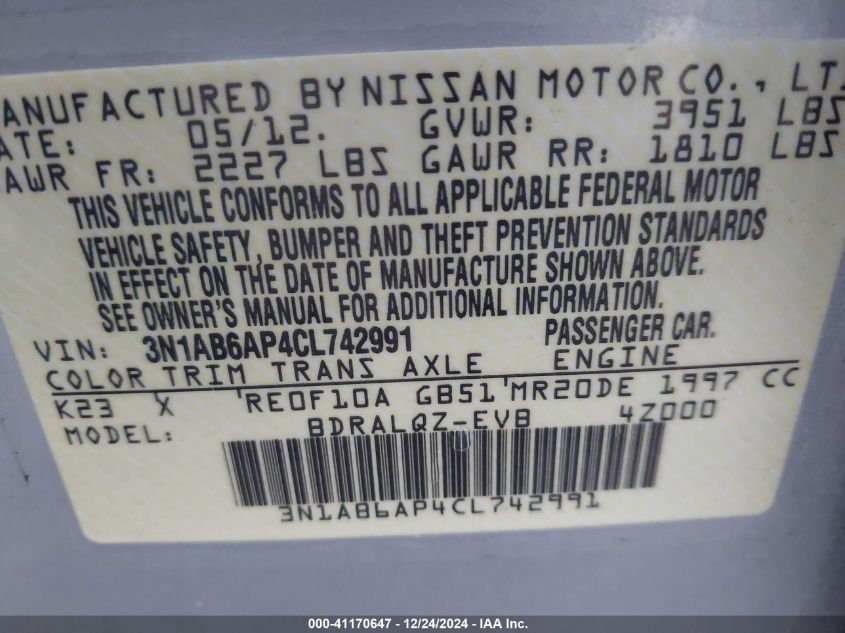 ANUFACTURED BY NISSAN MOTOR CO., LT
ATE: 05/12. GVWR: 3951 LBS
AWR FR: 2227 LBS GAWR RR: 1810 LBS
THIS VEHICLE CONFORMS TO ALL APPLICABLE FEDERAL MOTOR
VEHICLE SAFETY, BUMPER AND THEFT PREVENTION STANDARDS
IN EFFECT ON THE DATE OF MANUFACTURE SHOWN ABOVE.
SEE OWNER'S MANUAL FOR ADDITIONAL INFORMATION.
VIN: 3N1AB6AP4CL742991 PASSENGER CAR.
COLOR TRIM TRANS AXLE ENGINE
K23 X 'RE0F10A GB51'MR20DE 1997 CC
MODEL: BDRALQZ-EVB 4Z000
3N1AB6AP4CL742991
000-41170647 - 12/24/2024 - IAA Inc.